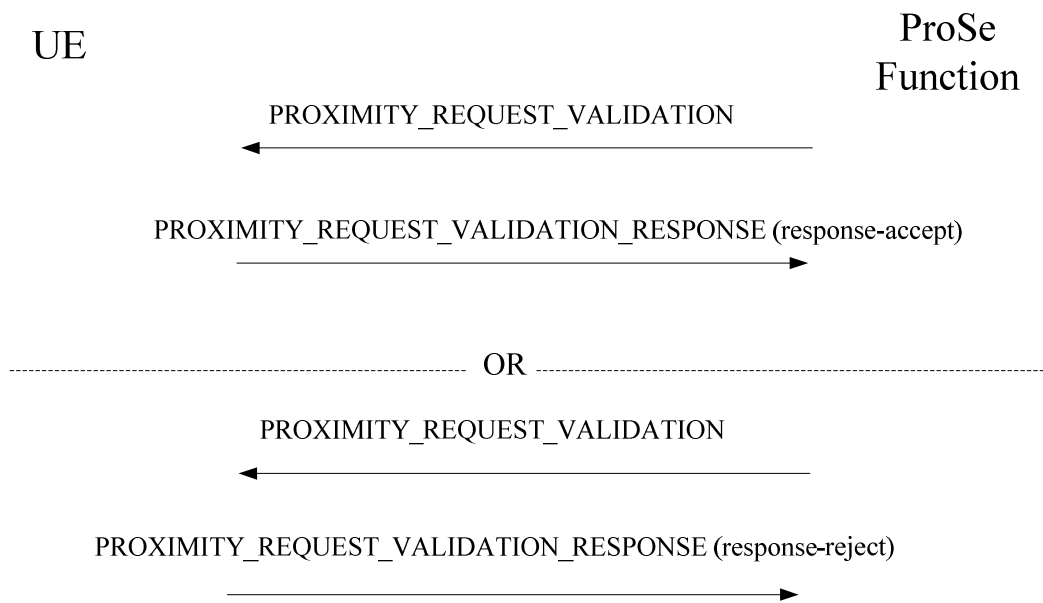 UE
ProSe
Function
PROXIMITY_REQUEST_VALIDATION
PROXIMITY_REQUEST_VALIDATION_RESPONSE (response-accept)
OR
PROXIMITY_REQUEST_VALIDATION
PROXIMITY_REQUEST_VALIDATION_RESPONSE (response-reject)